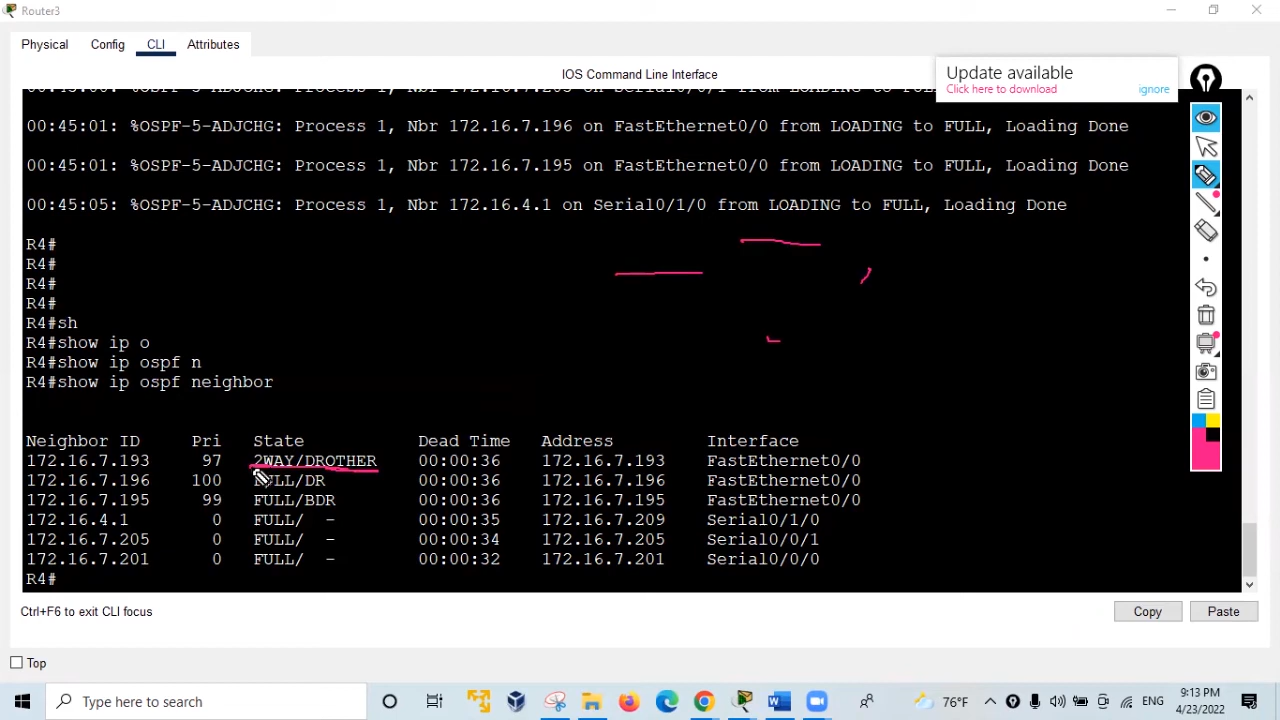 Router3
Physical Config CLI Attributes
IOS Command Line Interface
Update available
Click here to download ignore
00:45:01: %OSPF-5-ADJCHG: Process 1, Nbr 172.16.7.196 on FastEthernet0/0 from LOADING to FULL, Loading Done
00:45:01: %OSPF-5-ADJCHG: Process 1, Nbr 172.16.7.195 on FastEthernet0/0 from LOADING to FULL, Loading Done
00:45:05: %OSPF-5-ADJCHG: Process 1, Nbr 172.16.4.1 on Serial0/1/0 from LOADING to FULL, Loading Done
R4#
R4#
R4#
R4#
R4#sh
R4#show ip o
R4#show ip ospf n
R4#show ip ospf neighbor
Neighbor ID Pri State Dead Time Address Interface
172.16.7.193 97 2WAY/DROTHER 00:00:36 172.16.7.193 FastEthernet0/0
172.16.7.196 100 FULL/DR 00:00:36 172.16.7.196 FastEthernet0/0
172.16.7.195 99 FULL/BDR 00:00:36 172.16.7.195 FastEthernet0/0
172.16.4.1 0 FULL/ - 00:00:35 172.16.7.209 Serial0/1/0
172.16.7.205 0 FULL/ - 00:00:34 172.16.7.205 Serial0/0/1
172.16.7.201 0 FULL/ - 00:00:32 172.16.7.201 Serial0/0/0
R4#
Ctrl+F6 to exit CLI focus
Copy Paste
Top
Type here to search
76°F ENG
9:13 PM
4/23/2022